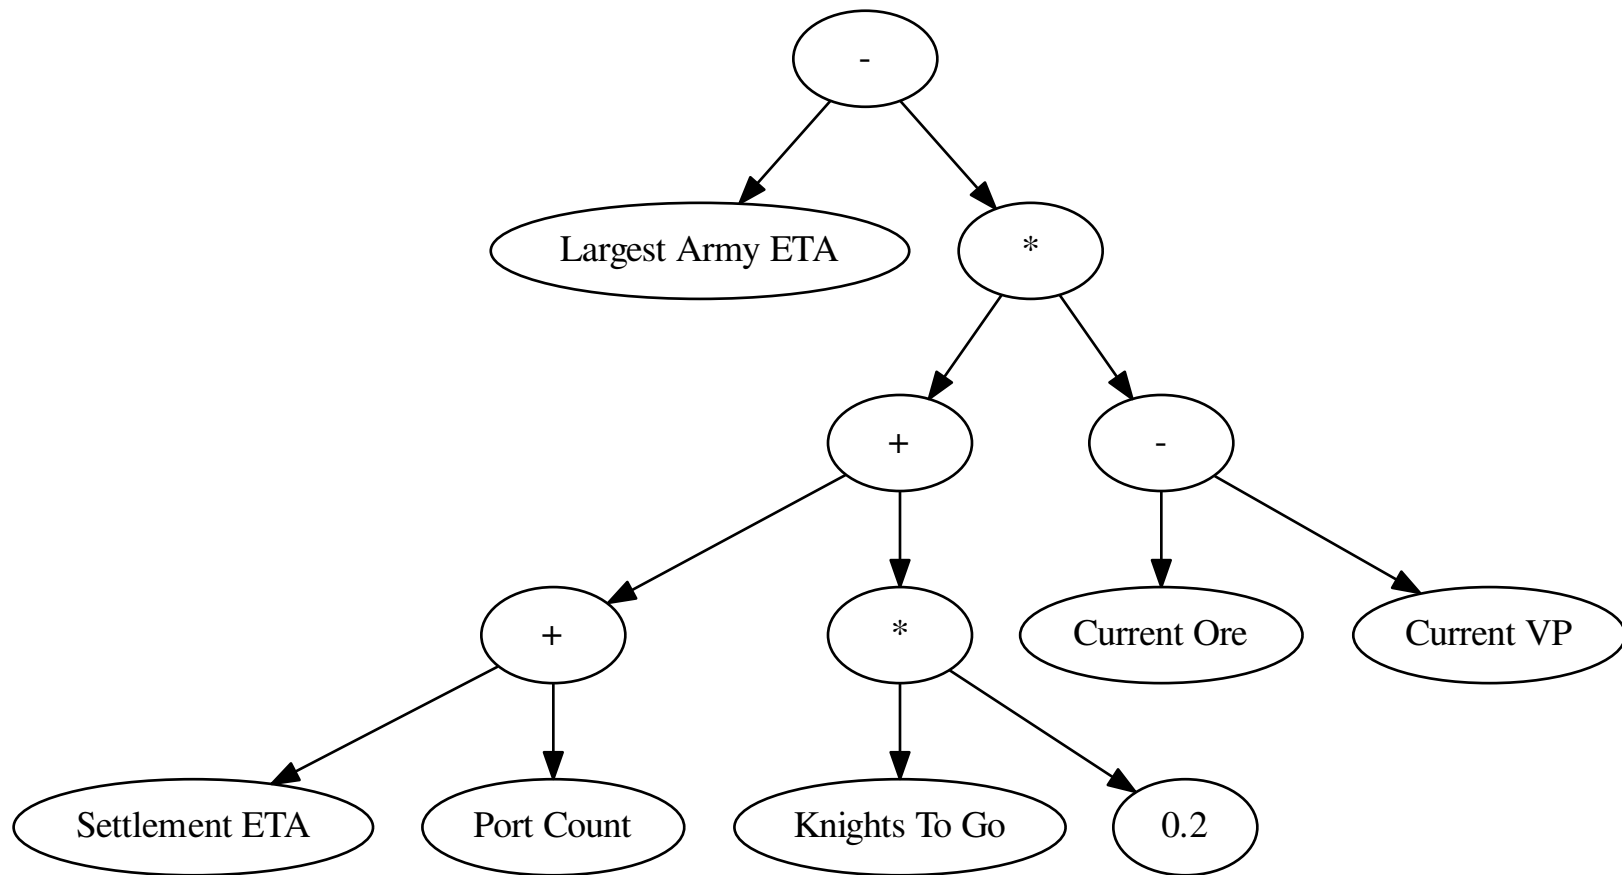 -
Largest Army ETA
*
+
-
+
*
Current Ore
Current VP
Settlement ETA
Port Count
Knights To Go
0.2